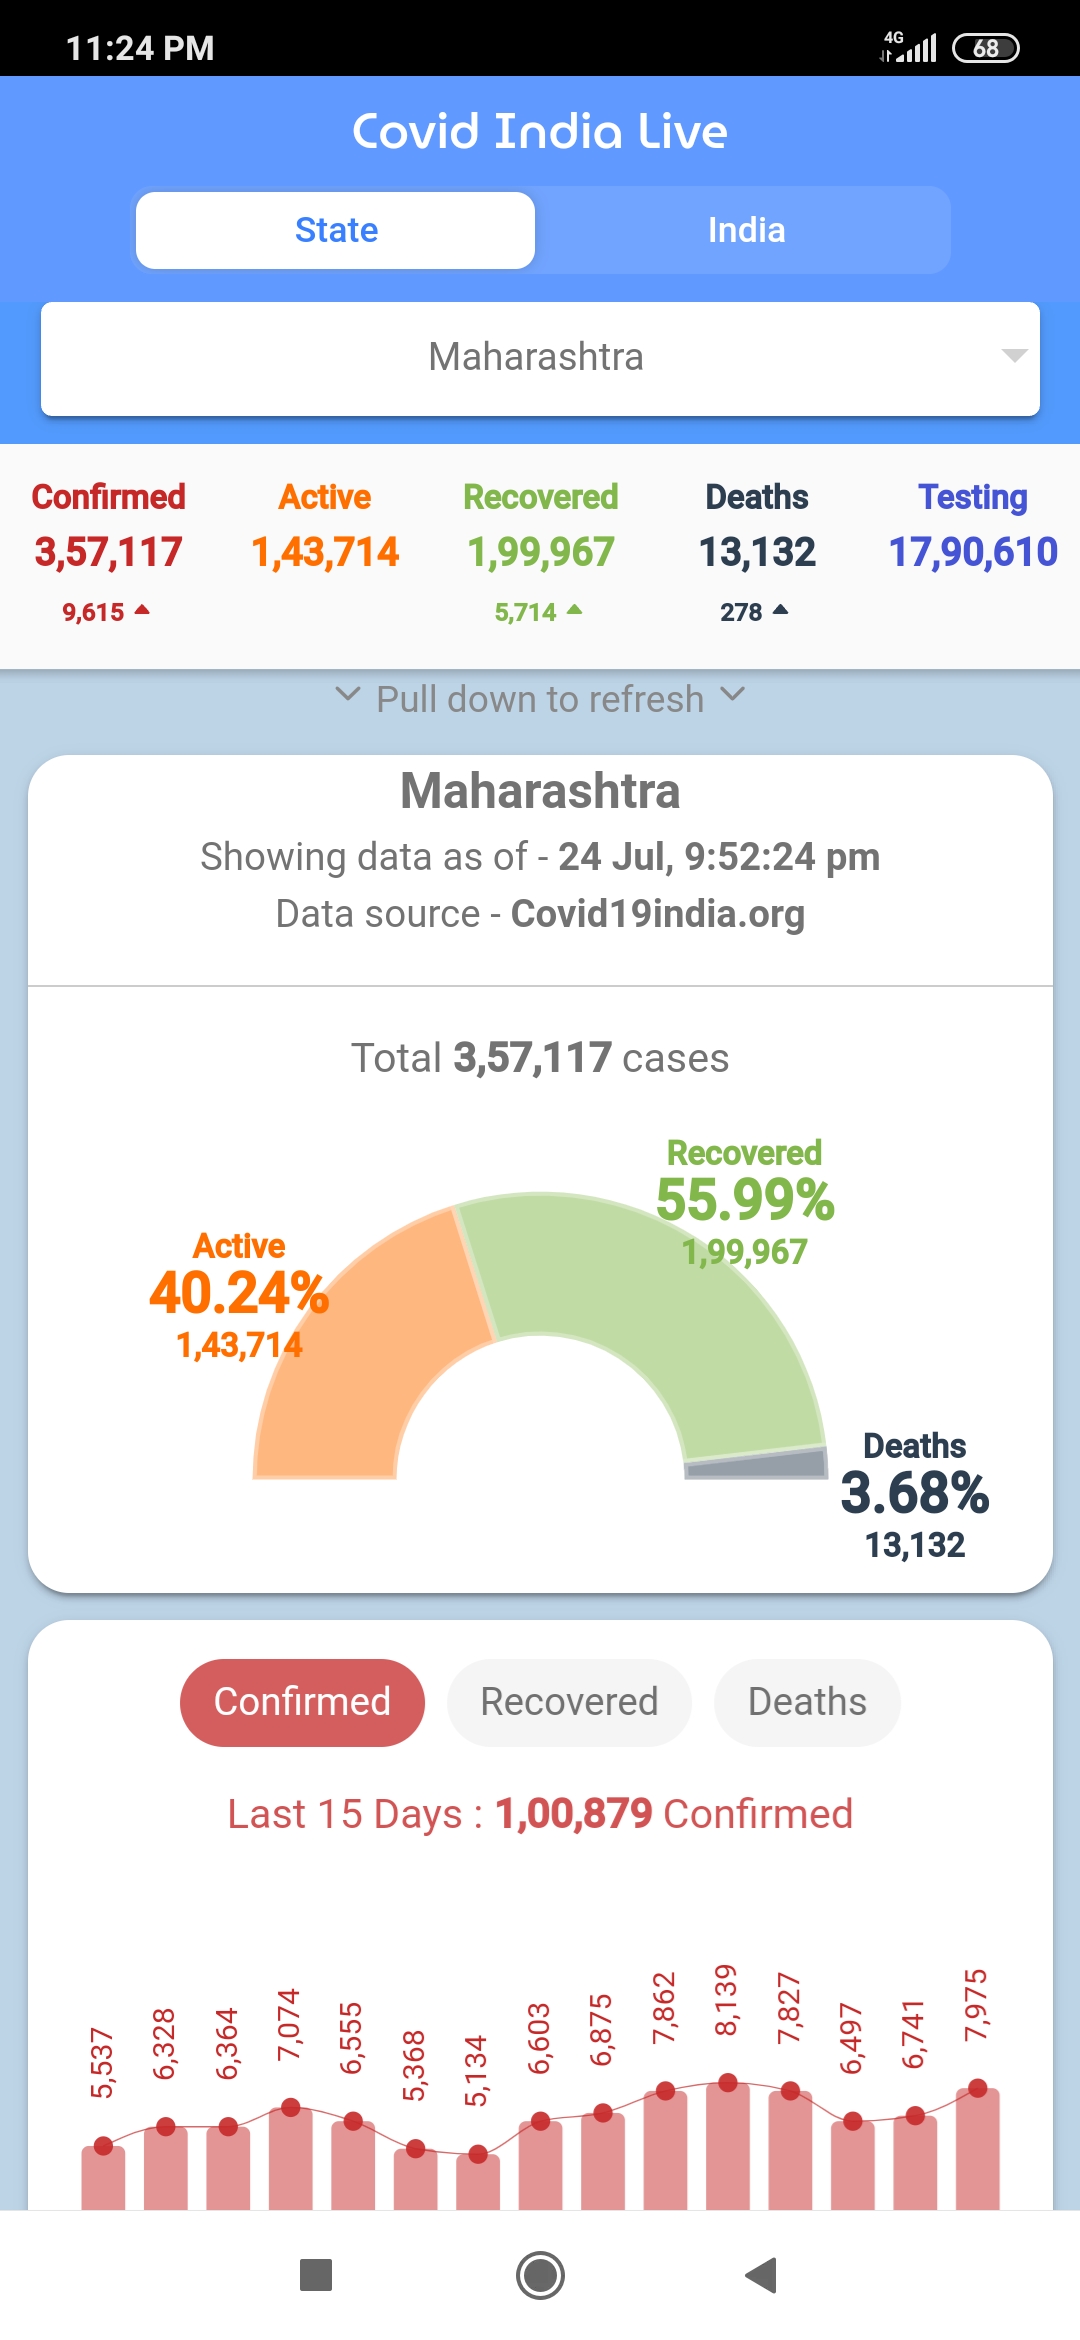 11:24 PM 4G 68
Covid India Live
State India
Maharashtra
Confirmed Active Recovered Deaths Testing
3,57,117 1,43,714 1,99,967 13,132 17,90,610
9,615 5,714 278
Pull down to refresh
Maharashtra
Showing data as of - 24 Jul, 9:52:24 pm
Data source - Covid19india.org
Total 3,57,117 cases
Recovered
55.99%
1,99,967
Active
40.24%
1,43,714
Deaths
3.68%
13,132
Confirmed Recovered Deaths
Last 15 Days : 1,00,879 Confirmed
5,537 6,328 6,364 7,074 6,555 5,368 5,134 6,603 6,875 7,862 8,139 7,827 6,497 6,741 7,975